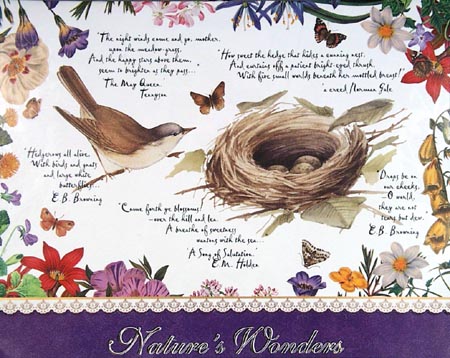 "The night winds come and go, mother,
upon the meadow-grass,
And the happy stars above them,
seem to brighten as they pass...
The May Queen
Tennyson
"How sweet the hedge that hides a cunning nest,
And curtains off a patient bright-eyed thrush,
With five small worlds beneath her mottled breast!"
a creed / Norman Gale
"Hedgerows all alive,
With birds and gnats
and large white
butterflies...
E.B. Browning
"Come forth ye blossoms!
-over the hill and lea
A breathe of sweetness
wantons with the sea...
A Song of Salutation.
E.M. Holden
"Drops be on
our cheeks,
O world,
they are not
tears but dew.
E.B. Browning
Nature's Wonders